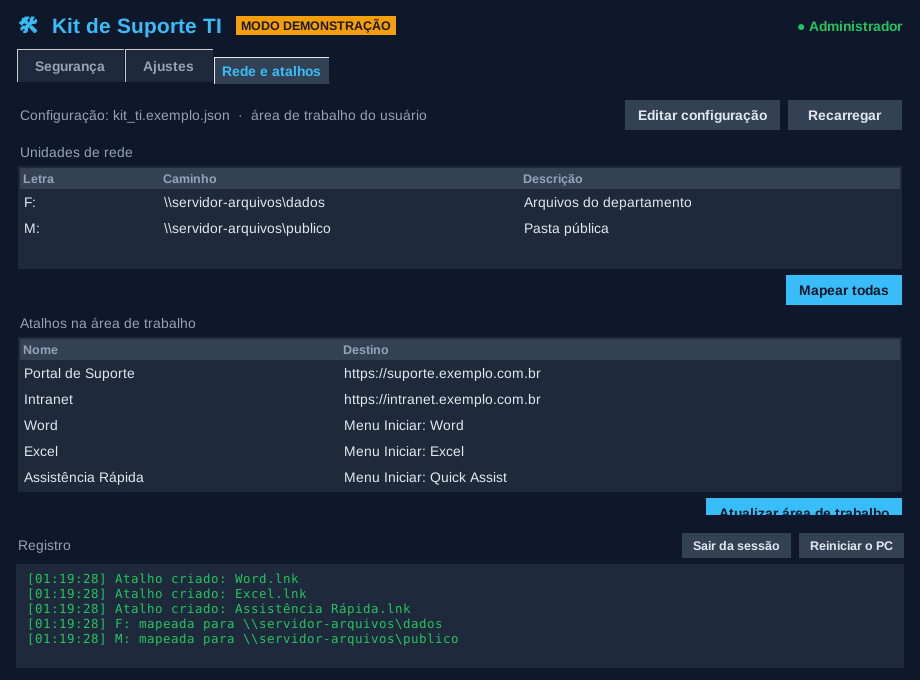 🛠 Kit de Suporte TI MODO DEMONSTRAÇÃO ● Administrador
Segurança Ajustes Rede e atalhos
Configuração: kit_ti.exemplo.json · área de trabalho do usuário Editar configuração Recarregar
Unidades de rede
Letra Caminho Descrição
F: \\servidor-arquivos\dados Arquivos do departamento
M: \\servidor-arquivos\publico Pasta pública
Mapear todas
Atalhos na área de trabalho
Nome Destino
Portal de Suporte https://suporte.exemplo.com.br
Intranet https://intranet.exemplo.com.br
Word Menu Iniciar: Word
Excel Menu Iniciar: Excel
Assistência Rápida Menu Iniciar: Quick Assist
Atualizar área de trabalho
Registro Sair da sessão Reiniciar o PC
[01:19:28] Atalho criado: Word.lnk
[01:19:28] Atalho criado: Excel.lnk
[01:19:28] Atalho criado: Assistência Rápida.lnk
[01:19:28] F: mapeada para \\servidor-arquivos\dados
[01:19:28] M: mapeada para \\servidor-arquivos\publico